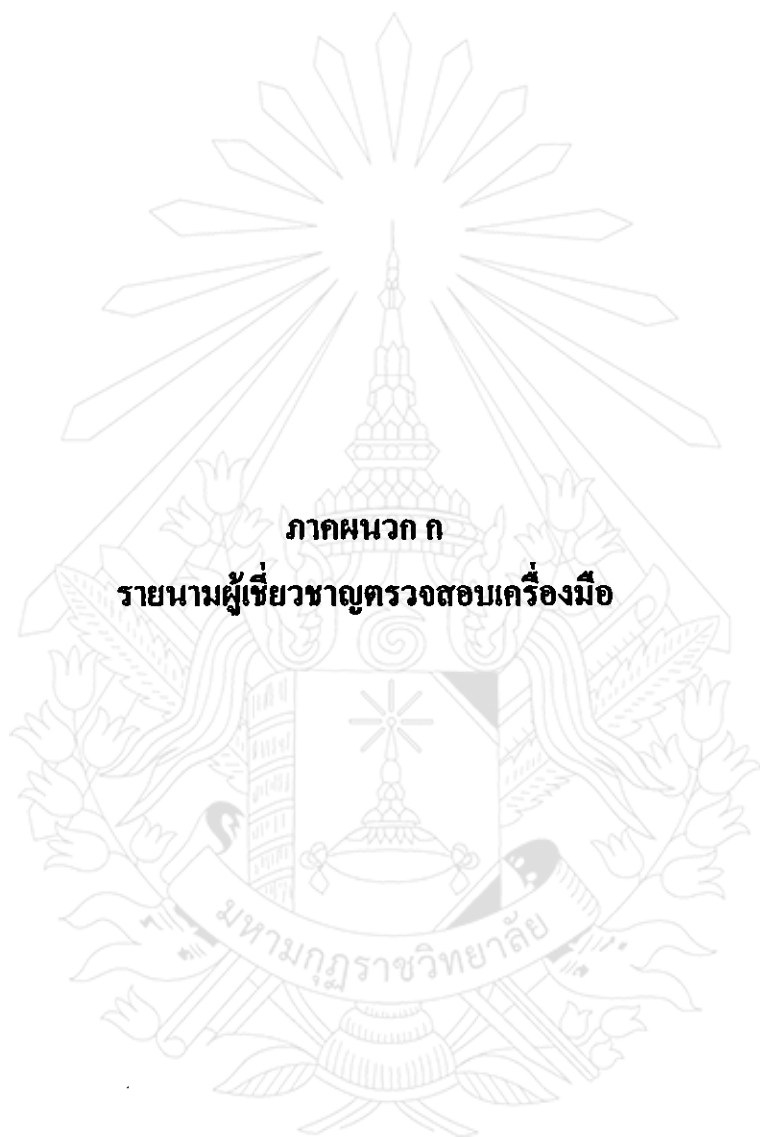 ภาคผนวก ค
รายนามผู้เชี่ยวชาญตรวจสอบเครื่องมือ
มหามกุฏราชวิทยาลัย